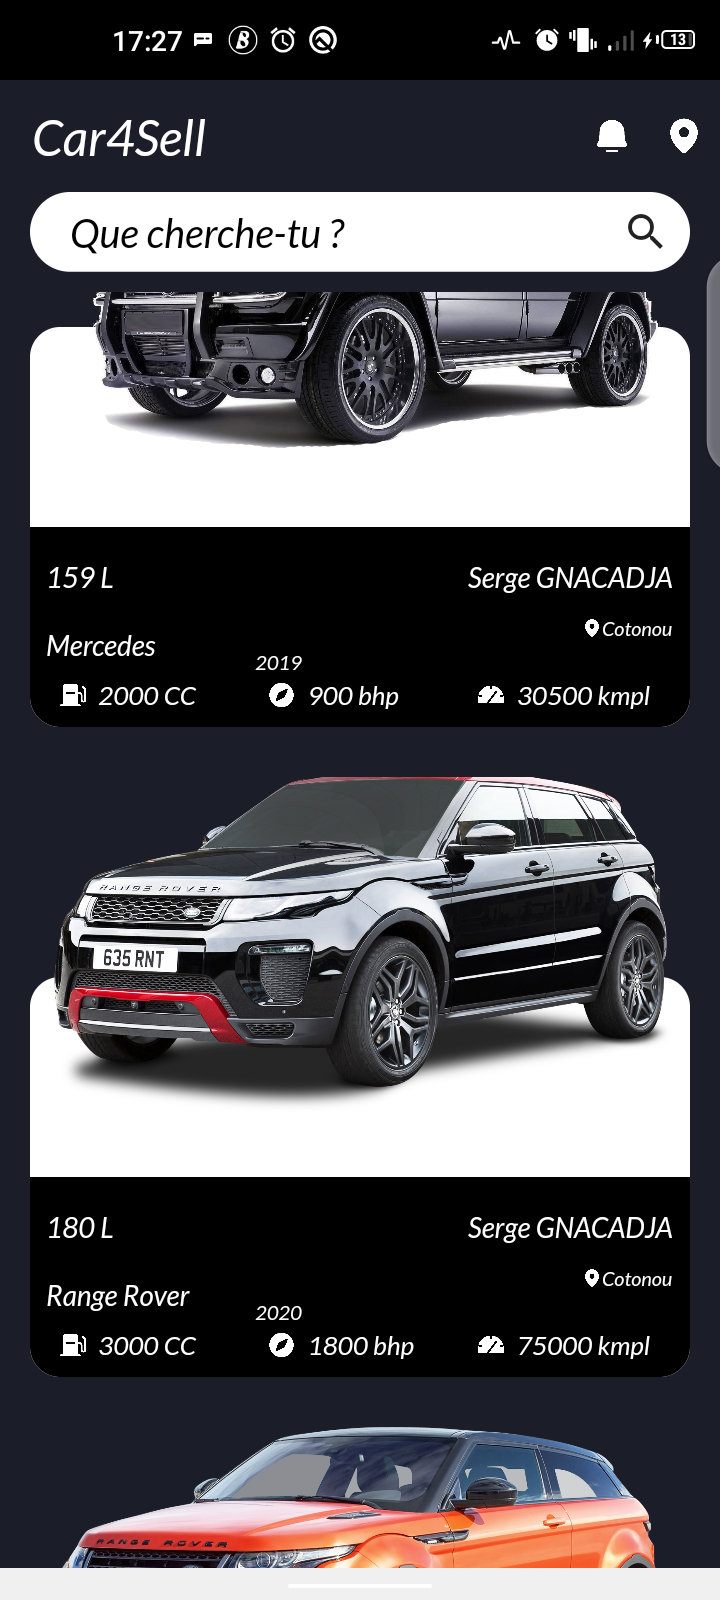 17:27
13
Car4Sell
Que cherche-tu ?
159 L
Serge GNACADJA
Cotonou
Mercedes
2019
2000 CC
900 bhp
30500 kmpl
RANGE ROVER
635 RNT
180 L
Serge GNACADJA
Cotonou
Range Rover
2020
3000 CC
1800 bhp
75000 kmpl
RANGE ROVER